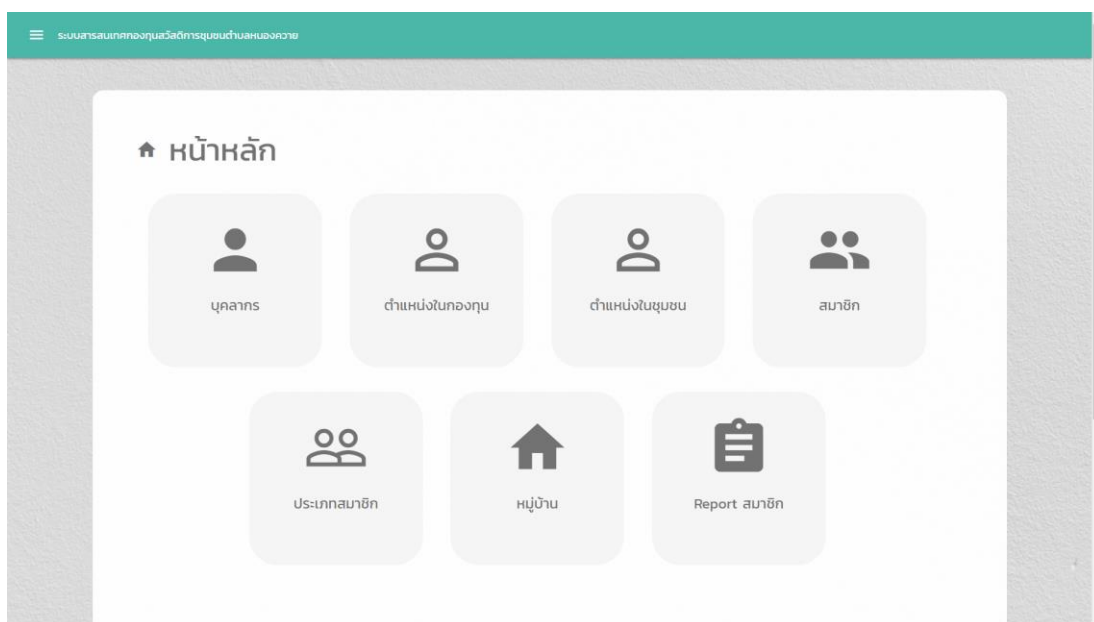 ระบบสารสนเทศกองทุนสวัสดิการชุมชนตำบลหนองควาย
หน้าหลัก
บุคลากร
ตำแหน่งในกองทุน
ตำแหน่งในชุมชน
สมาชิก
ประเภทสมาชิก
หมู่บ้าน
Report สมาชิก